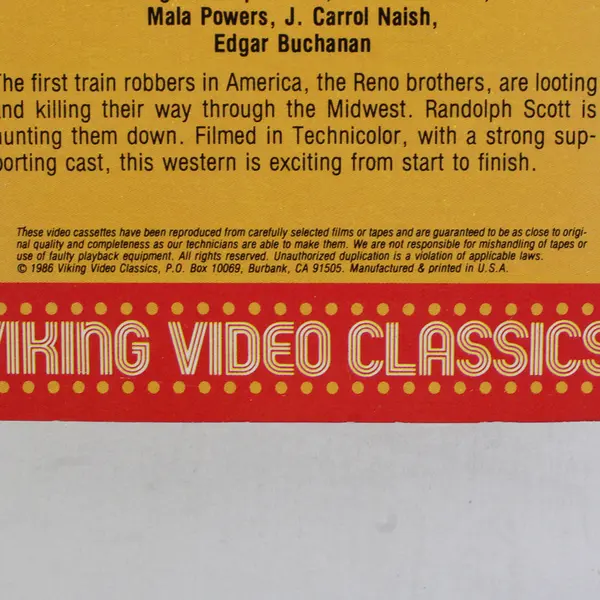 Mala Powers, J. Carrol Naish,
Edgar Buchanan
The first train robbers in America, the Reno brothers, are looting
and killing their way through the Midwest. Randolph Scott is
hunting them down. Filmed in Technicolor, with a strong sup-
porting cast, this western is exciting from start to finish.
These video cassettes have been reproduced from carefully selected films or tapes and are guaranteed to be as close to origi-
nal quality and completeness as our technicians are able to make them. We are not responsible for mishandling of tapes or
use of faulty playback equipment. All rights reserved. Unauthorized duplication is a violation of applicable laws.
© 1986 Viking Video Classics, P.O. Box 10069, Burbank, CA 91505. Manufactured & printed in U.S.A.
VIKING VIDEO CLASSICS